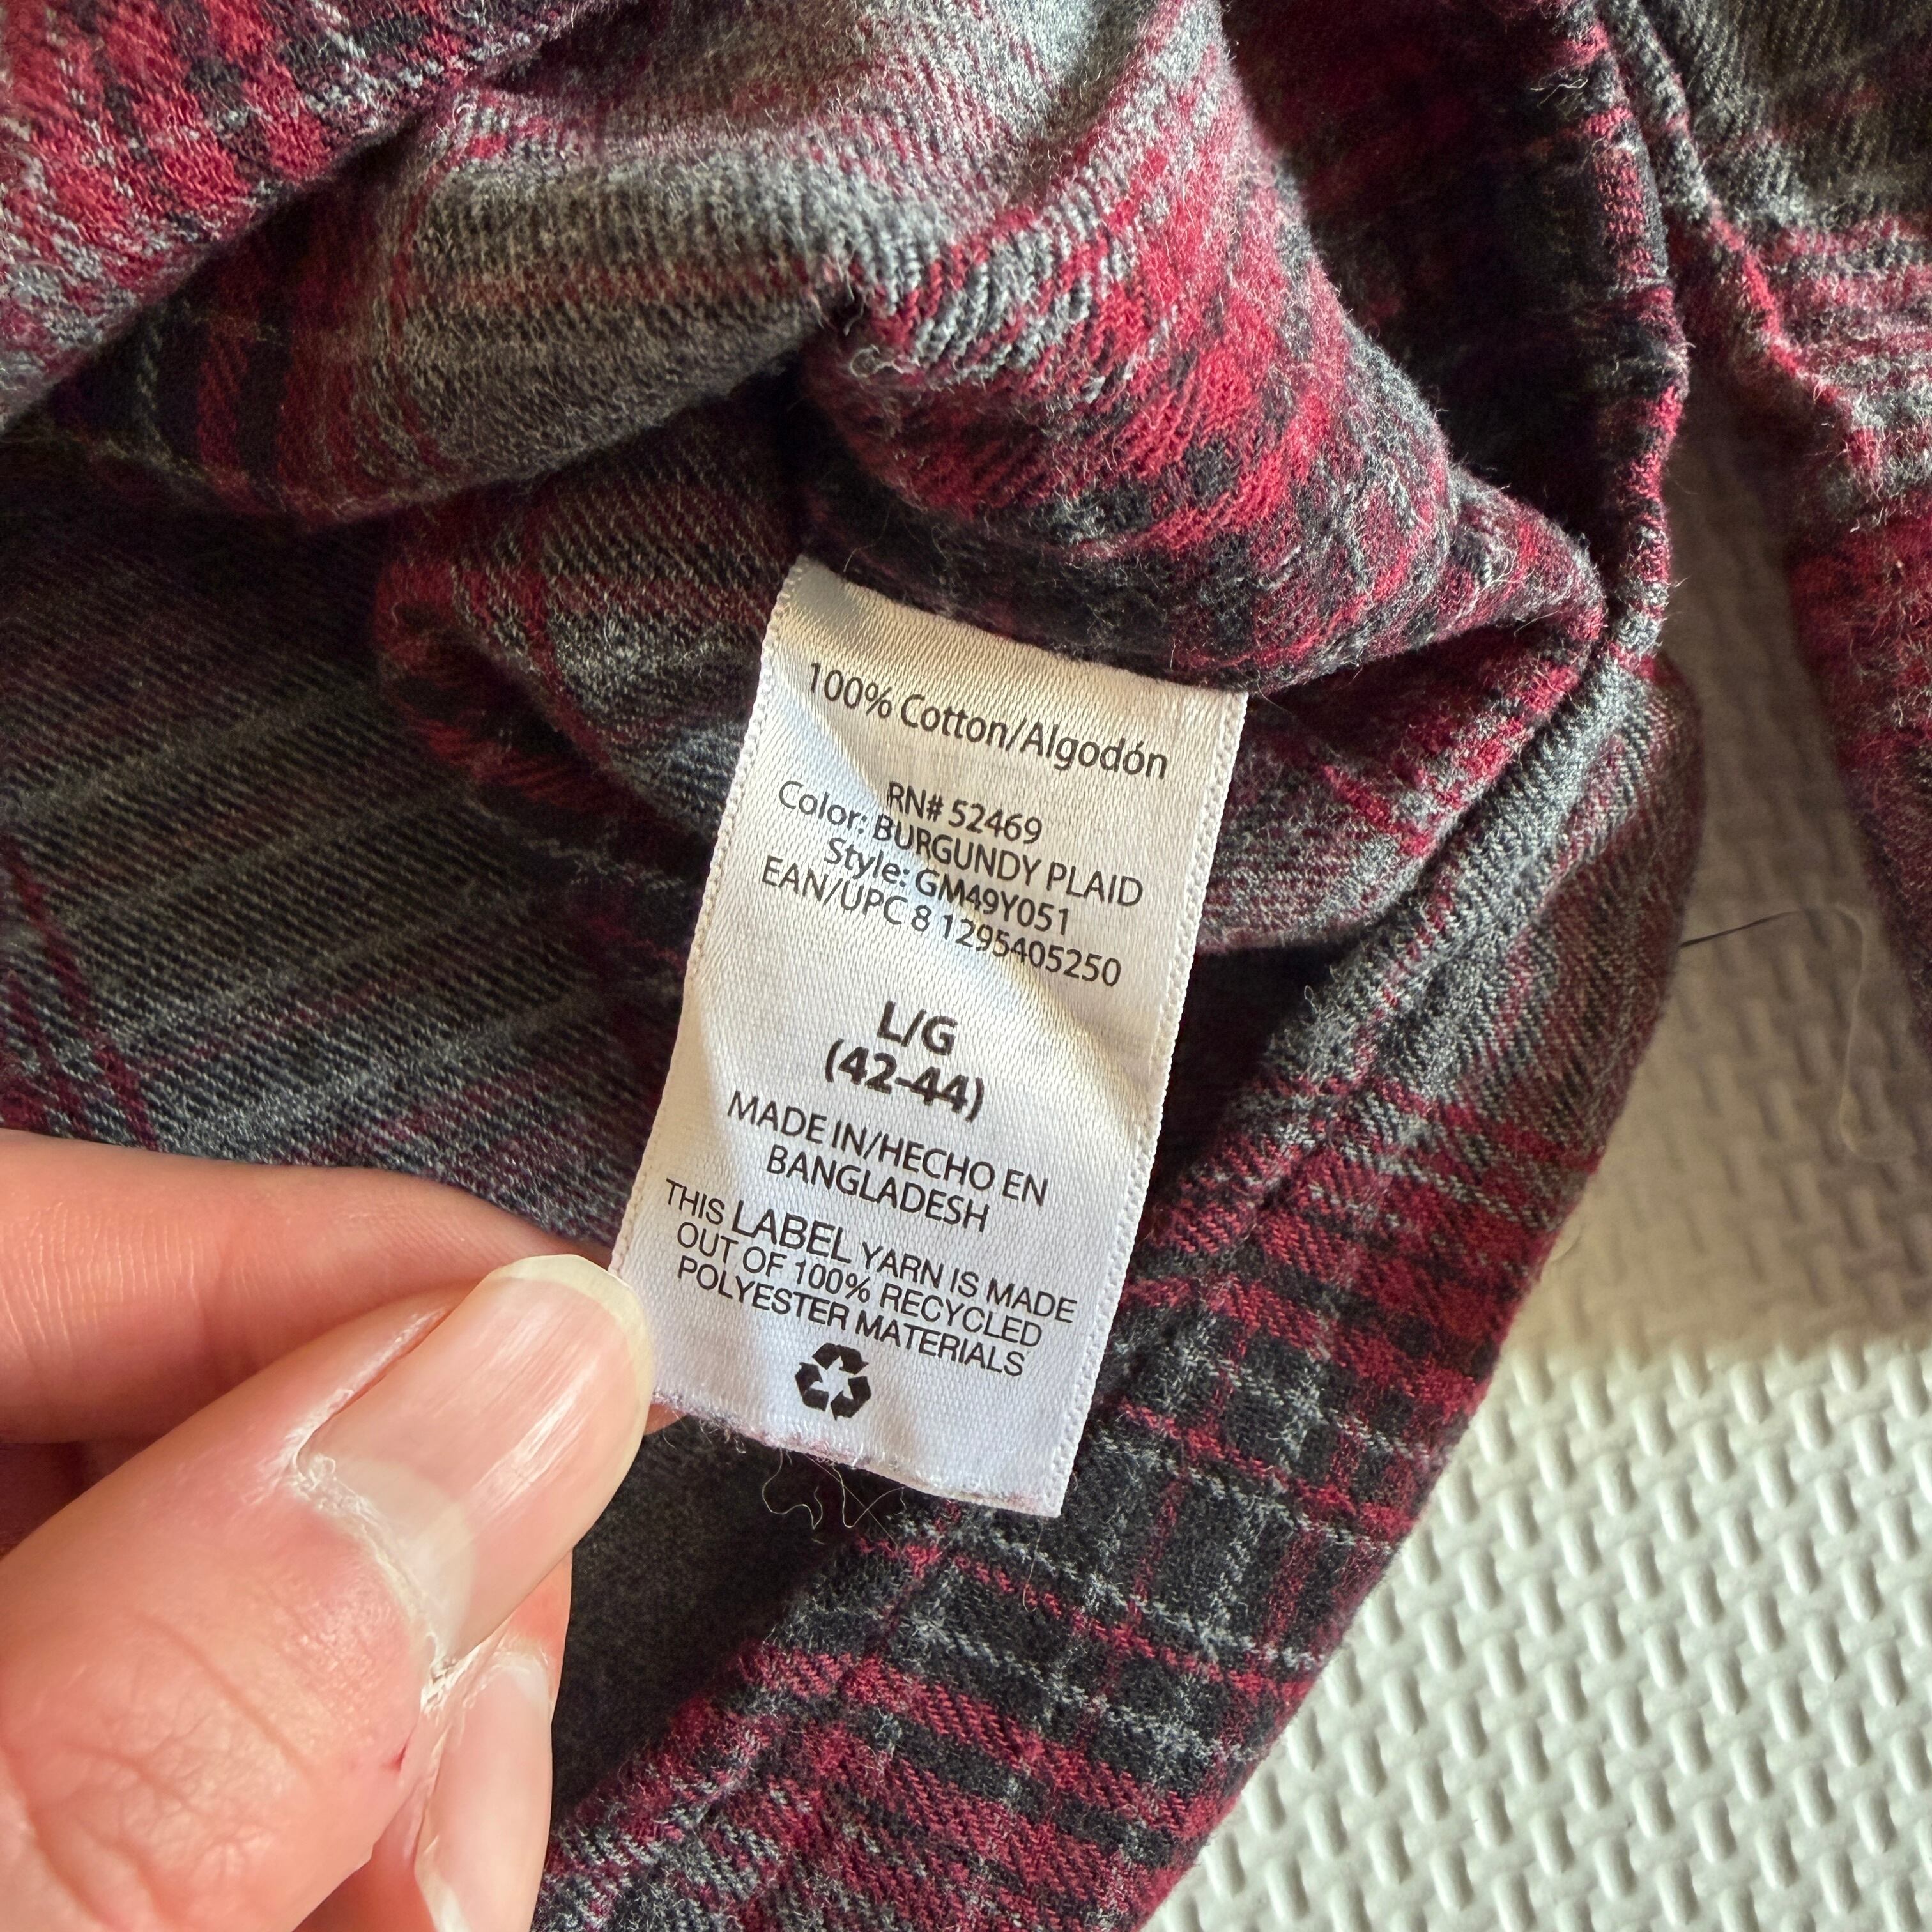 100% Cotton/Algodón
RN# 52469
Color: BURGUNDY PLAID
Style: GM49Y051
EAN/UPC 8 1295405250
L/G
(42-44)
MADE IN/HECHO EN
BANGLADESH
THIS LABEL YARN IS MADE
OUT OF 100% RECYCLED
POLYESTER MATERIALS